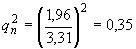 q_n^2 = (1,96/3,31)^2 = 0,35